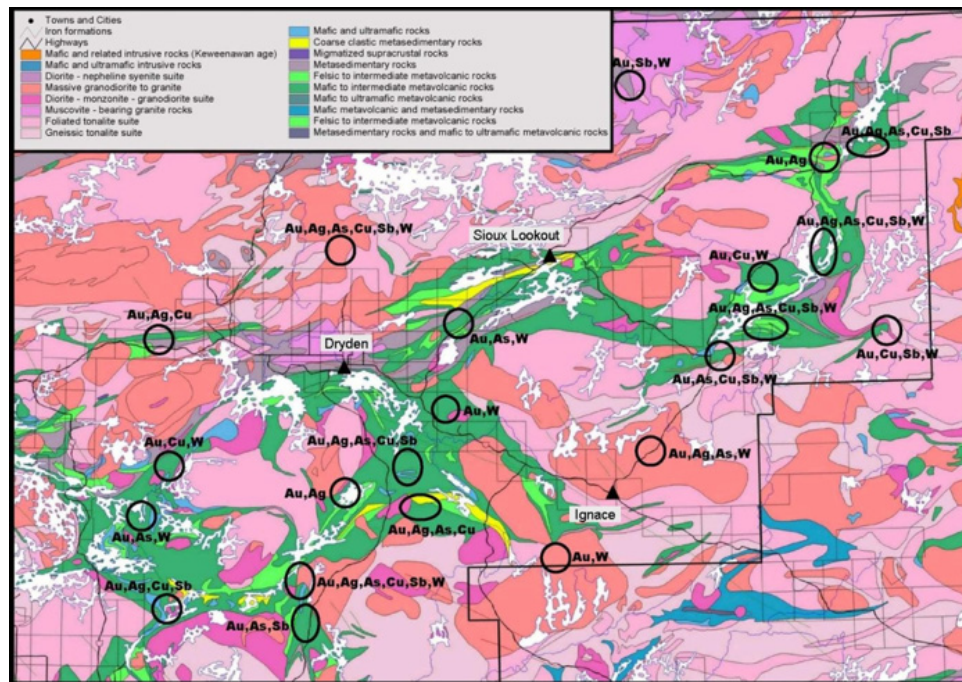 Towns and Cities
Iron formations
Highways
Mafic and related intrusive rocks (Keweenawan age)
Mafic and ultramafic intrusive rocks
Diorite - nepheline syenite suite
Massive granodiorite to granite
Diorite - monzonite - granodiorite suite
Muscovite - bearing granite rocks
Foliated tonalite suite
Gneissic tonalite suite
Mafic and ultramafic rocks
Coarse clastic metasedimentary rocks
Migmatized supracrustal rocks
Metasedimentary rocks
Felsic to intermediate metavolcanic rocks
Mafic to intermediate metavolcanic rocks
Mafic to ultramafic metavolcanic rocks
Mafic metavolcanic and metasedimentary rocks
Felsic to intermediate metavolcanic rocks
Metasedimentary rocks and mafic to ultramafic metavolcanic rocks
Au,Sb,W
Au,Ag,As,Cu,Sb
Au,Ag
Au,Ag,As,Cu,Sb,W
Au,Ag,As,Cu,Sb,W
Sioux Lookout
Au,Cu,W
Au,Ag,As,Cu,Sb,W
Au,Ag,Cu
Au,As,W
Au,Cu,Sb,W
Dryden
Au,As,Cu,Sb,W
Au,W
Au,Cu,W
Au,Ag,As,Cu,Sb
Au,Ag,As,W
Au,Ag
Ignace
Au,Ag,As,Cu
Au,As,W
Au,W
Au,Ag,Cu,Sb
Au,Ag,As,Cu,Sb,W
Au,As,Sb